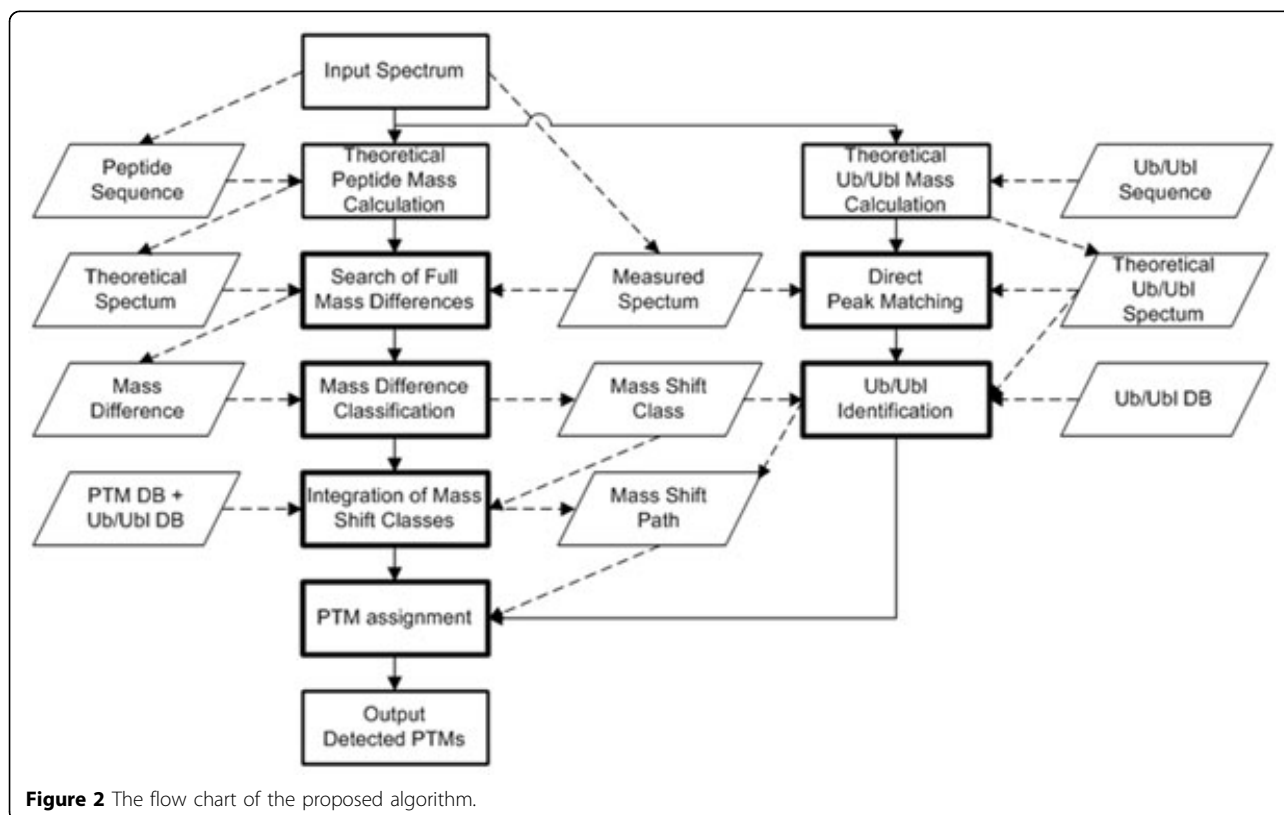 Input Spectrum
Peptide
Sequence
Theoretical
Peptide Mass
Calculation
Theoretical
Ub/Ubl Mass
Calculation
Ub/Ubl
Sequence
Theoretical
Spectum
Search of Full
Mass Differences
Measured
Spectum
Direct
Peak Matching
Theoretical
Ub/Ubl
Spectrum
Mass
Difference
Mass Difference
Classification
Mass Shift
Class
Ub/Ubl
Identification
Ub/Ubl DB
PTM DB +
Ub/Ubl DB
Integration of Mass
Shift Classes
Mass Shift
Path
PTM assignment
Output
Detected PTMs
Figure 2 The flow chart of the proposed algorithm.